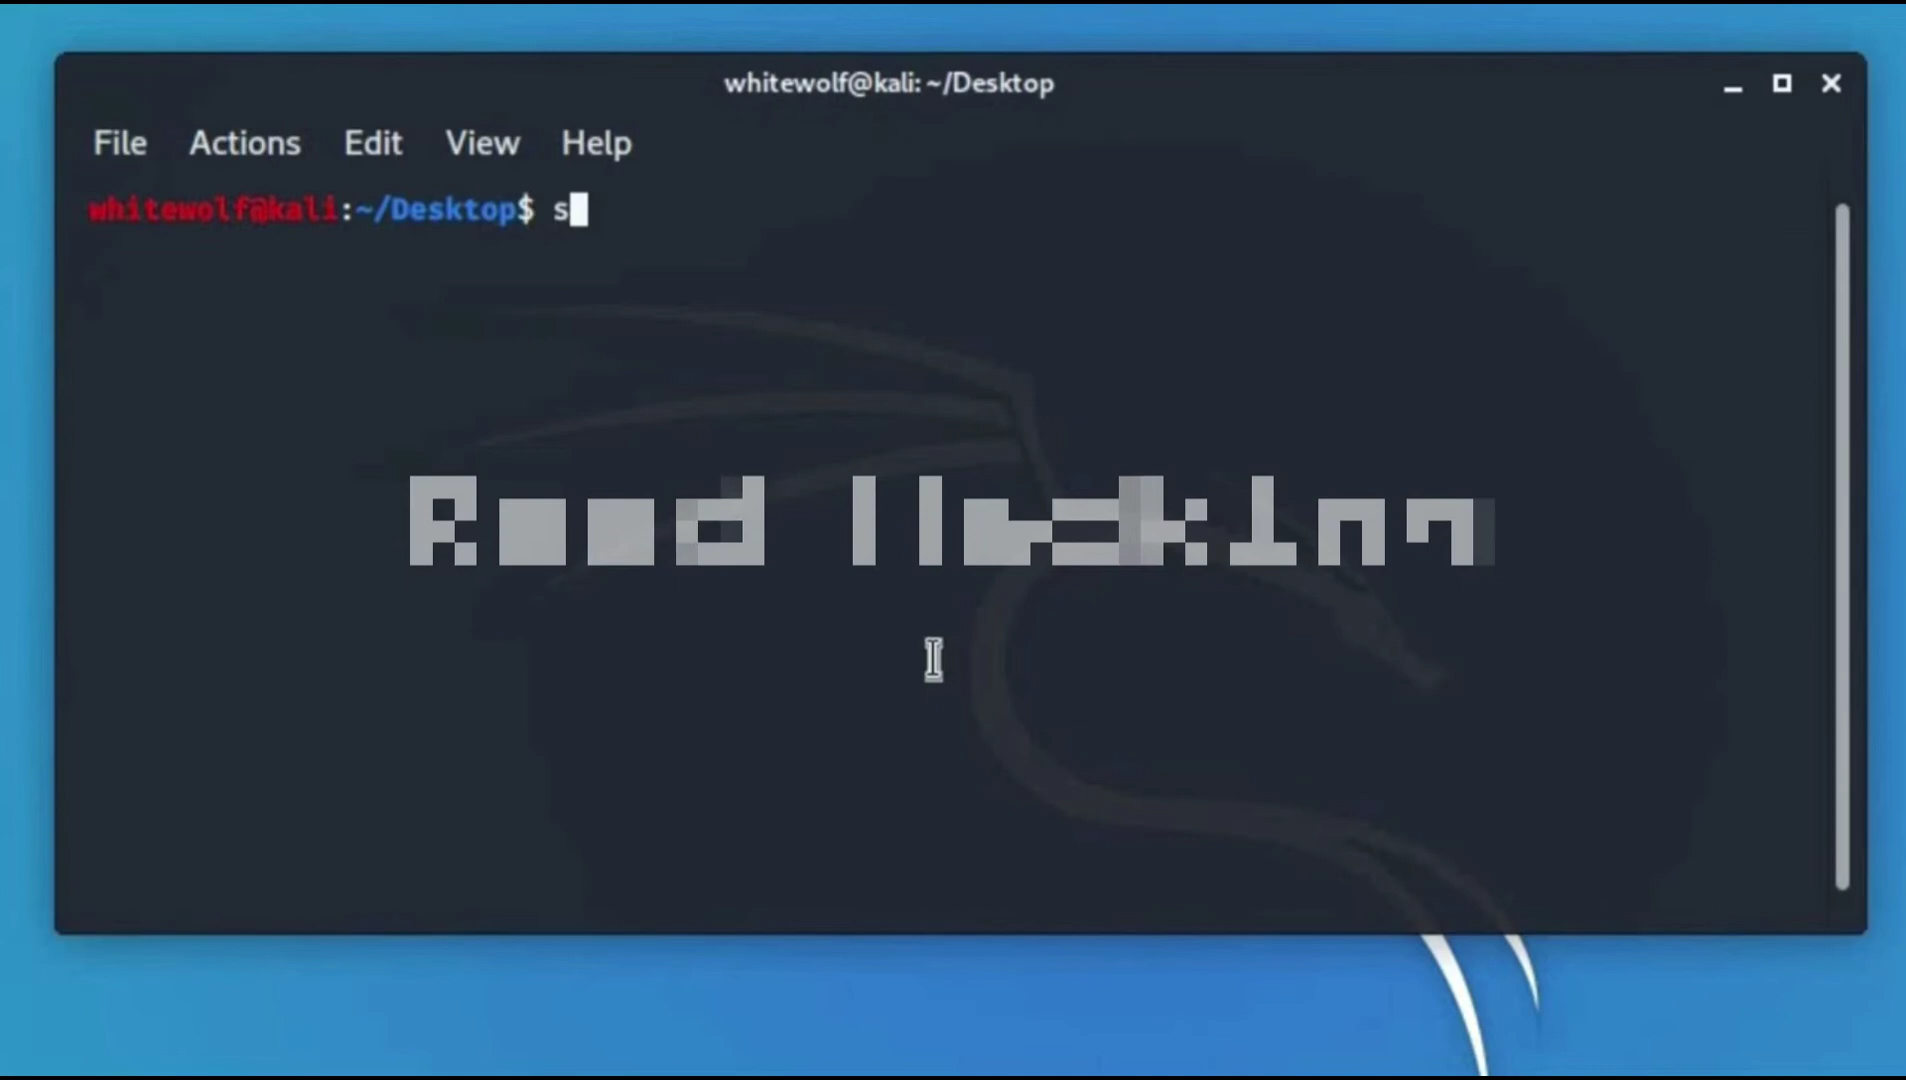 whitewolf@kali: ~/Desktop
File Actions Edit View Help
whitewolf@kali:~/Desktop$ s